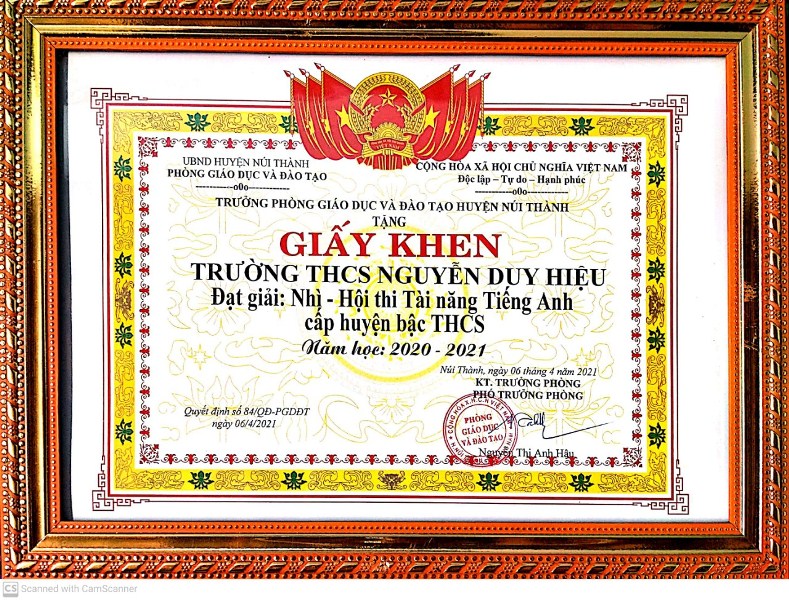 UBND HUYỆN NÚI THÀNH
PHÒNG GIÁO DỤC VÀ ĐÀO TẠO
------------o0o------------
CỘNG HÒA XÃ HỘI CHỦ NGHĨA VIỆT NAM
Độc lập – Tự do – Hạnh phúc
------------o0o------------
TRƯỜNG PHÒNG GIÁO DỤC VÀ ĐÀO TẠO HUYỆN NÚI THÀNH
TẶNG
GIẤY KHEN
TRƯỜNG THCS NGUYỄN DUY HIỆU
Đạt giải: Nhì - Hội thi Tài năng Tiếng Anh
cấp huyện bậc THCS
Năm học: 2020 - 2021
Núi Thành, ngày 06 tháng 4 năm 2021
KT. TRƯỞNG PHÒNG
PHÓ TRƯỞNG PHÒNG
Quyết định số 84/QĐ-PGDĐT
ngày 06/4/2021
PHÒNG
GIÁO DỤC
VÀ ĐÀO TẠO
Nguyễn Thị Anh Hậu
CS Scanned with CamScanner